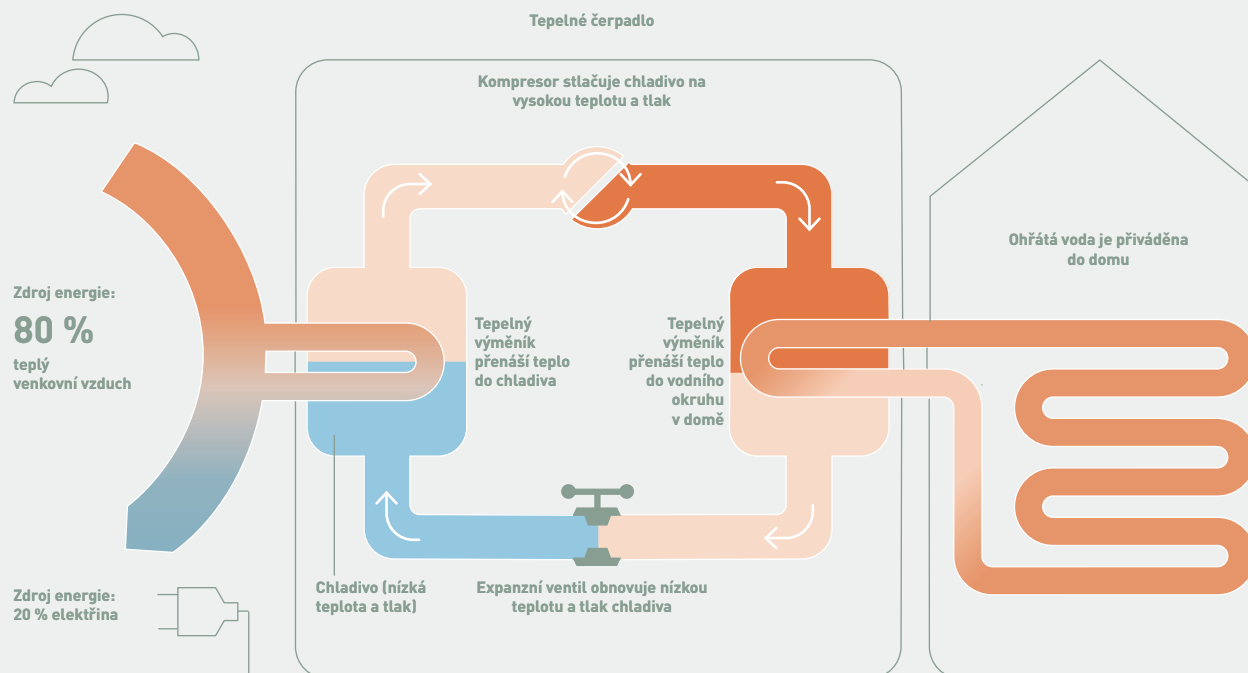 Tepelné čerpadlo
Kompresor stlačuje chladivo na
vysokou teplotu a tlak
Ohřátá voda je přiváděna
do domu
Zdroj energie:
80 %
teplý
venkovní vzduch
Tepelný
výměník
přenáší teplo
do chladiva
Tepelný
výměník
přenáší teplo
do vodního
okruhu
v domě
Zdroj energie:
20 % elektřina
Chladivo (nízká
teplota a tlak)
Expanzní ventil obnovuje nízkou
teplotu a tlak chladiva